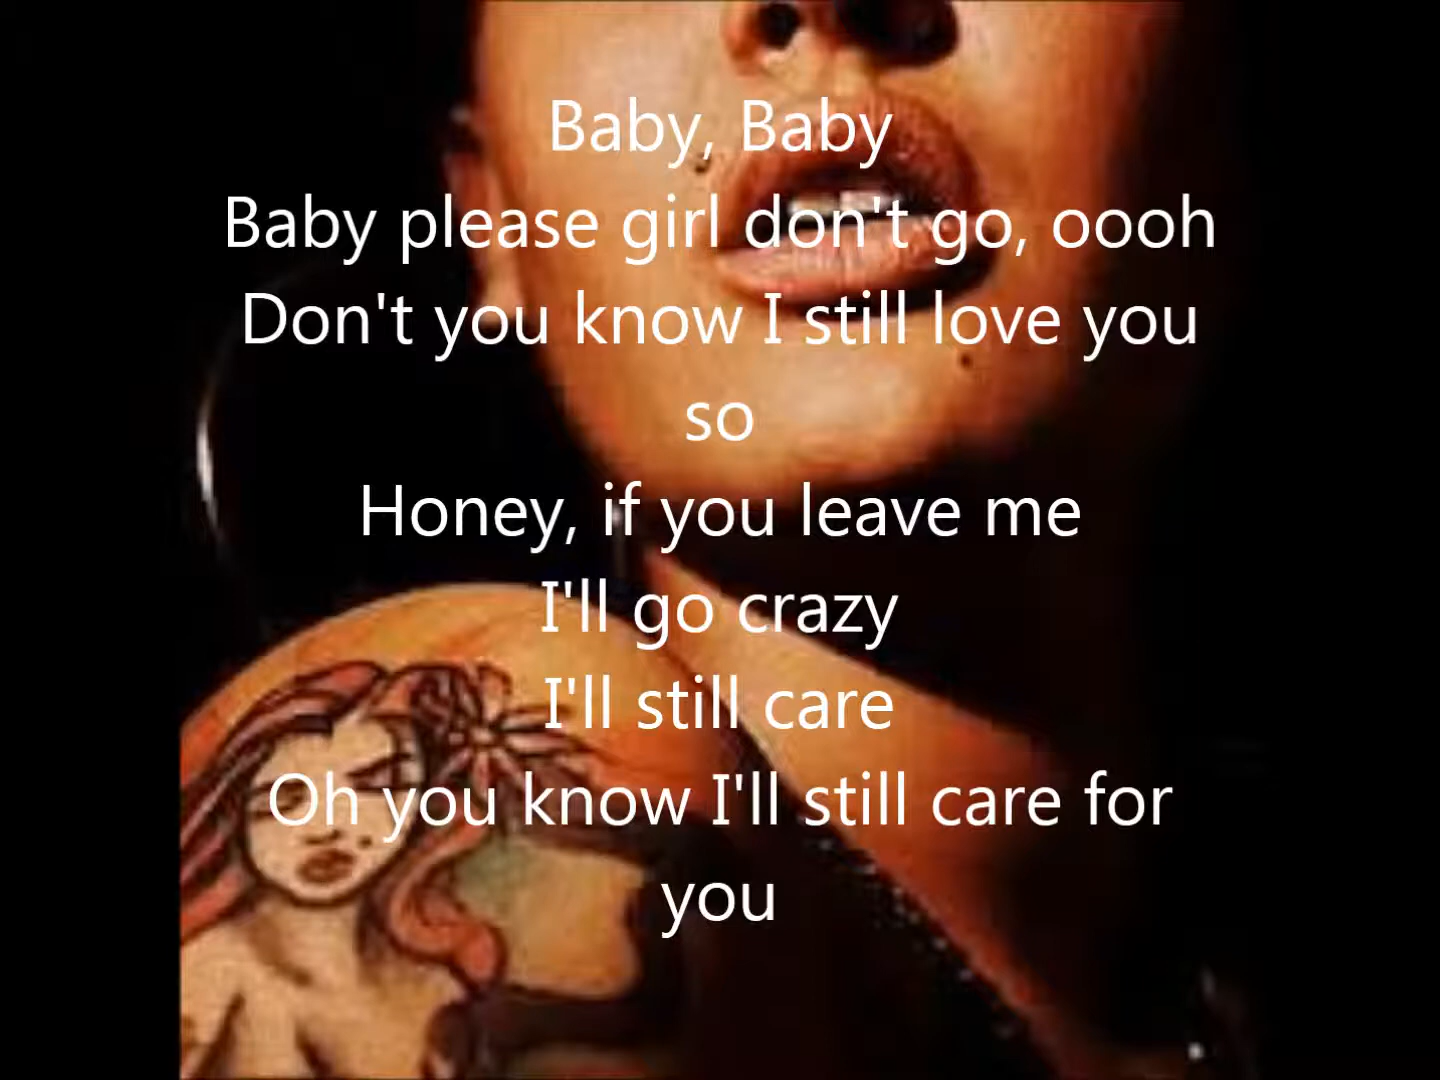 Baby, Baby
Baby please girl don't go, oooh
Don't you know I still love you
so
Honey, if you leave me
I'll go crazy
I'll still care
Oh you know I'll still care for
you